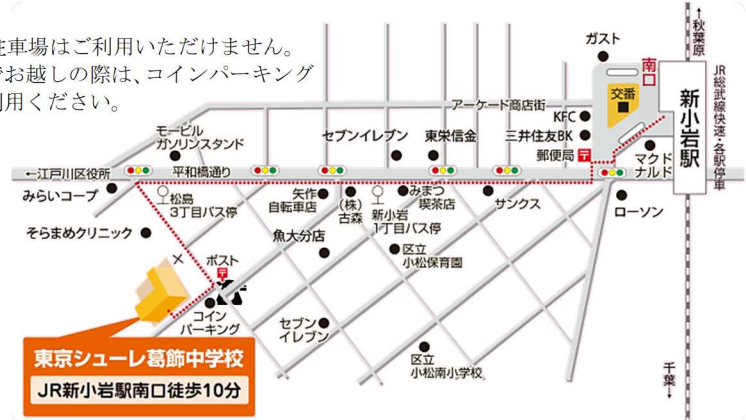 駐車場はご利用いただけません。
でお越しの際は、コインパーキング
利用ください。
ガスト
南口
秋葉原
交番
新小岩駅
JR総武線快速・各駅停車
アーケード商店街
KFC
三井住友BK
郵便局
マクド
ナルド
モービル
ガソリンスタンド
セブンイレブン
東栄信金
←江戸川区役所
平和橋通り
みらいコープ
松島
3丁目バス停
矢作
自転車店
(株)
古森
新小岩
1丁目バス停
みまつ
喫茶店
サンクス
ローソン
そらまめクリニック
ポスト
魚大分店
区立
小松保育園
コイン
パーキング
セブン
イレブン
区立
小松南小学校
千葉
東京シューレ葛飾中学校
JR新小岩駅南口徒歩10分